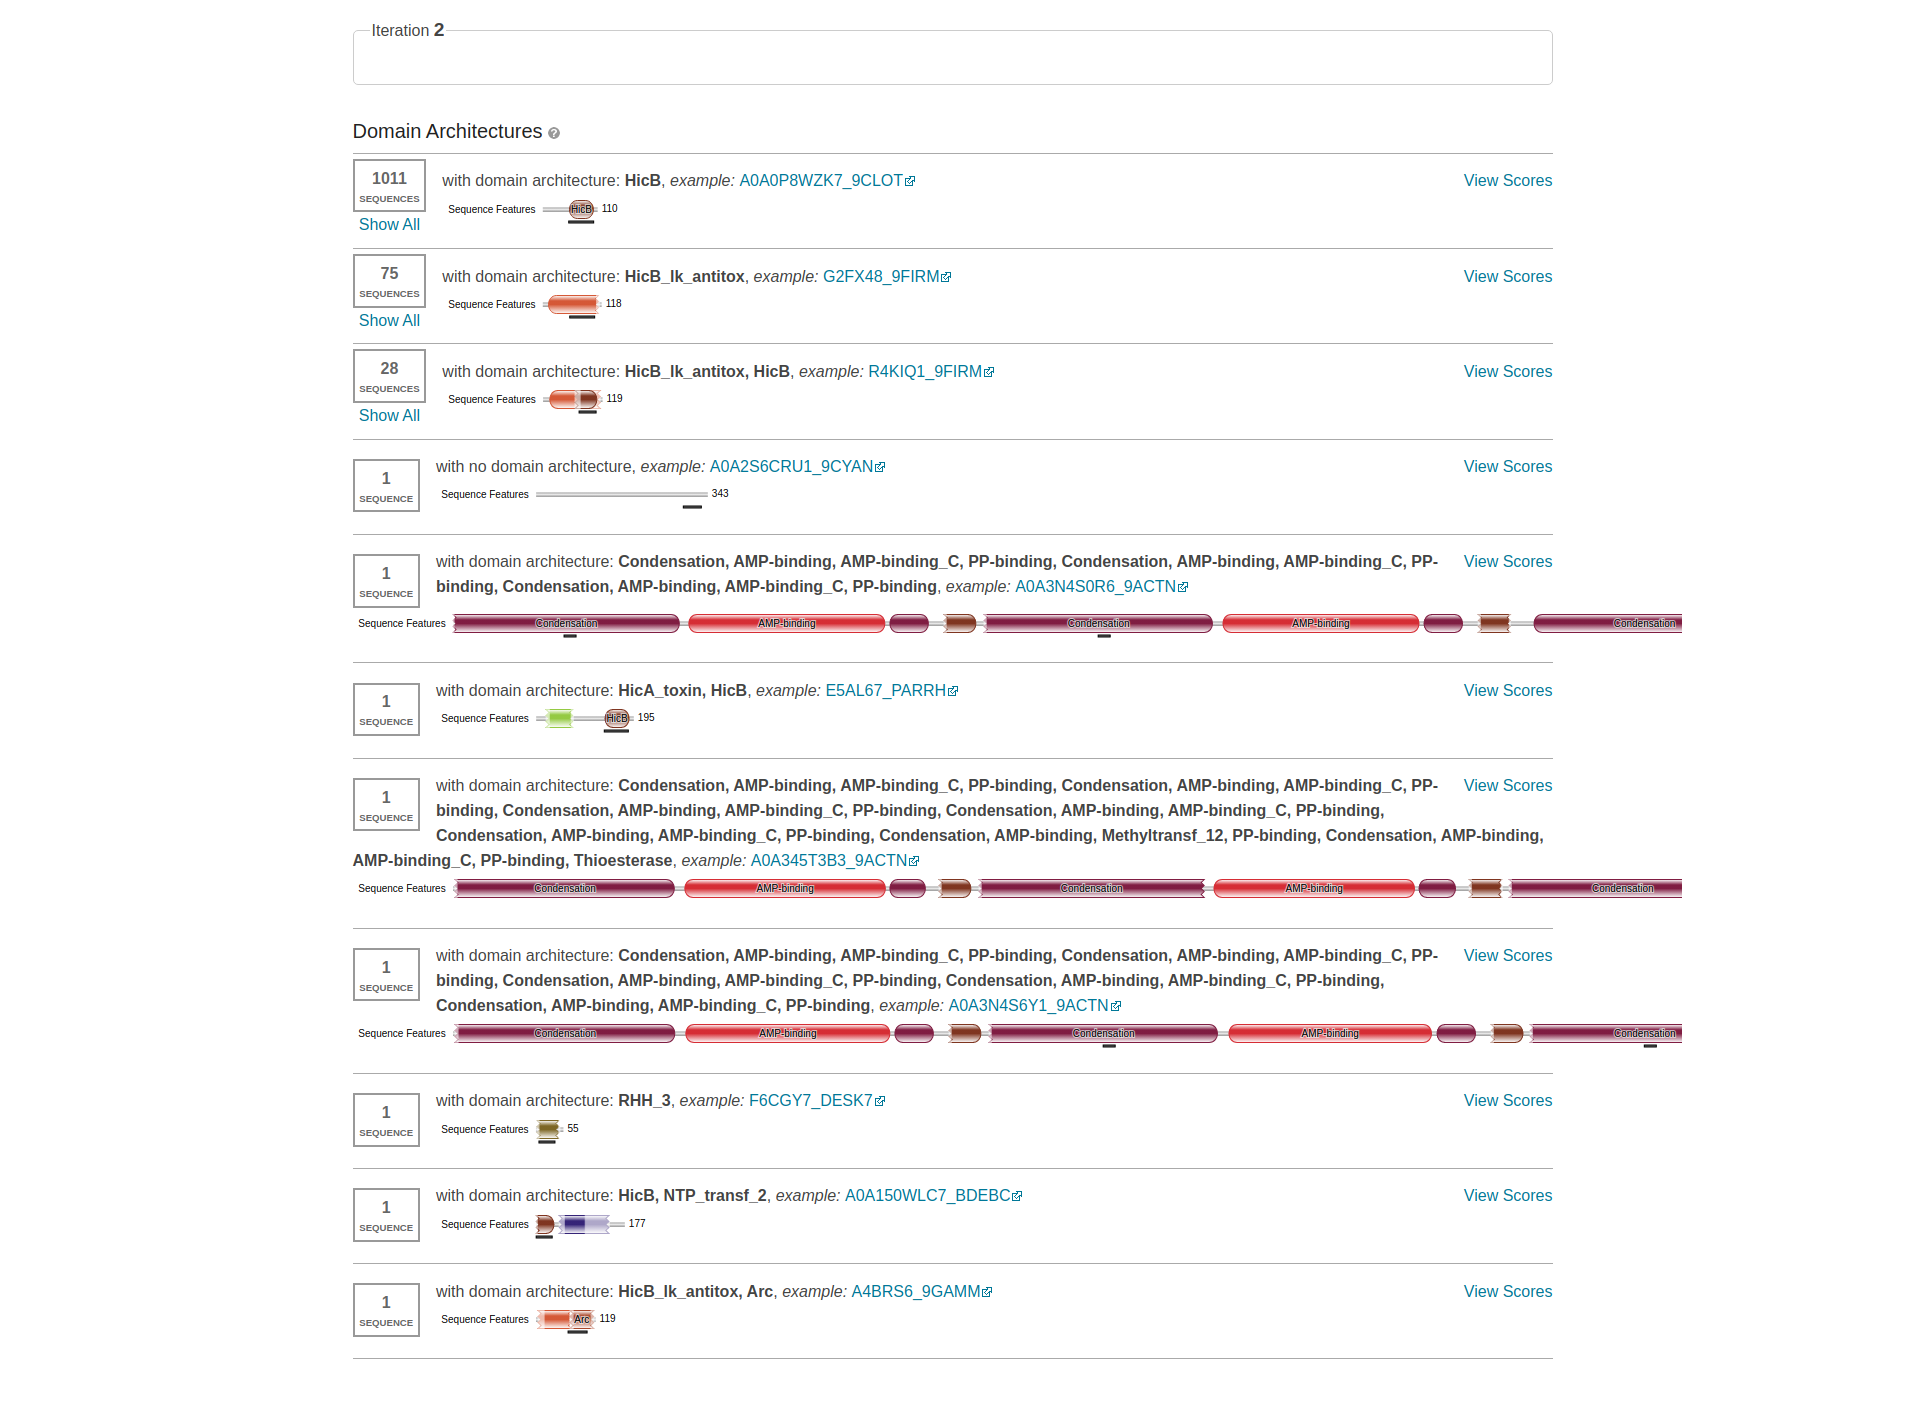 Iteration 2
Domain Architectures ?
1011
SEQUENCES
Show All
with domain architecture: HicB, example: A0A0P8WZK7_9CLOT
View Scores
Sequence Features HicB 110
75
SEQUENCES
Show All
with domain architecture: HicB_lk_antitox, example: G2FX48_9FIRM
View Scores
Sequence Features 118
28
SEQUENCES
Show All
with domain architecture: HicB_lk_antitox, HicB, example: R4KIQ1_9FIRM
View Scores
Sequence Features 119
1
SEQUENCE
with no domain architecture, example: A0A2S6CRU1_9CYAN
View Scores
Sequence Features 343
1
SEQUENCE
with domain architecture: Condensation, AMP-binding, AMP-binding_C, PP-binding, Condensation, AMP-binding, AMP-binding_C, PP-
View Scores
binding, Condensation, AMP-binding, AMP-binding_C, PP-binding, example: A0A3N4S0R6_9ACTN
Sequence Features Condensation AMP-binding Condensation AMP-binding Condensation
1
SEQUENCE
with domain architecture: HicA_toxin, HicB, example: E5AL67_PARRH
View Scores
Sequence Features HicB 195
1
SEQUENCE
with domain architecture: Condensation, AMP-binding, AMP-binding_C, PP-binding, Condensation, AMP-binding, AMP-binding_C, PP-
View Scores
binding, Condensation, AMP-binding, AMP-binding_C, PP-binding, Condensation, AMP-binding, AMP-binding_C, PP-binding,
Condensation, AMP-binding, AMP-binding_C, PP-binding, Condensation, AMP-binding, Methyltransf_12, PP-binding, Condensation, AMP-binding,
AMP-binding_C, PP-binding, Thioesterase, example: A0A345T3B3_9ACTN
Sequence Features Condensation AMP-binding Condensation AMP-binding Condensation
1
SEQUENCE
with domain architecture: Condensation, AMP-binding, AMP-binding_C, PP-binding, Condensation, AMP-binding, AMP-binding_C, PP-
View Scores
binding, Condensation, AMP-binding, AMP-binding_C, PP-binding, Condensation, AMP-binding, AMP-binding_C, PP-binding,
Condensation, AMP-binding, AMP-binding_C, PP-binding, example: A0A3N4S6Y1_9ACTN
Sequence Features Condensation AMP-binding Condensation AMP-binding Condensation
1
SEQUENCE
with domain architecture: RHH_3, example: F6CGY7_DESK7
View Scores
Sequence Features 55
1
SEQUENCE
with domain architecture: HicB, NTP_transf_2, example: A0A150WLC7_BDEBC
View Scores
Sequence Features 177
1
SEQUENCE
with domain architecture: HicB_lk_antitox, Arc, example: A4BRS6_9GAMM
View Scores
Sequence Features Arc 119